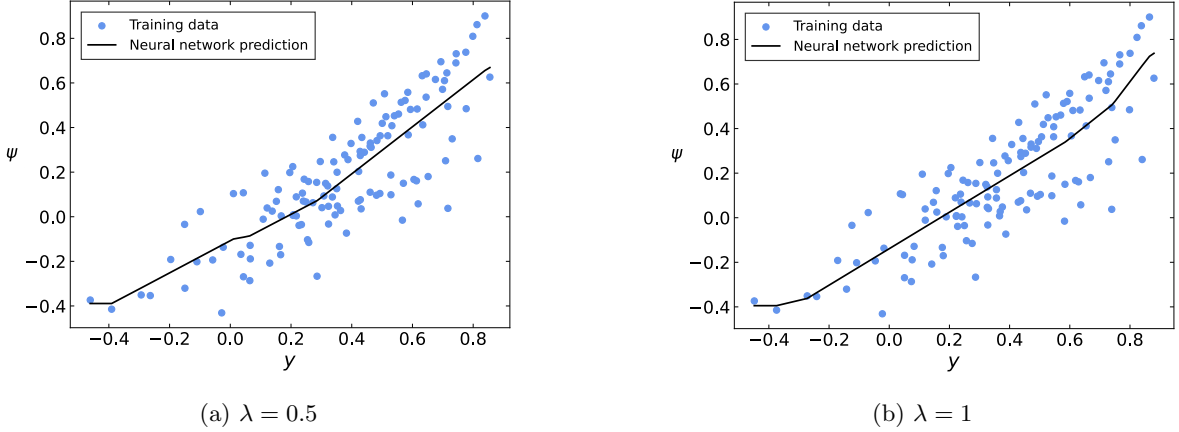 Training data
Neural network prediction
0.8
0.6
0.4
0.2
0.0
−0.2
−0.4
ψ
−0.4 −0.2 0.0 0.2 0.4 0.6 0.8
y
(a) λ = 0.5
Training data
Neural network prediction
0.8
0.6
0.4
0.2
0.0
−0.2
−0.4
ψ
−0.4 −0.2 0.0 0.2 0.4 0.6 0.8
y
(b) λ = 1